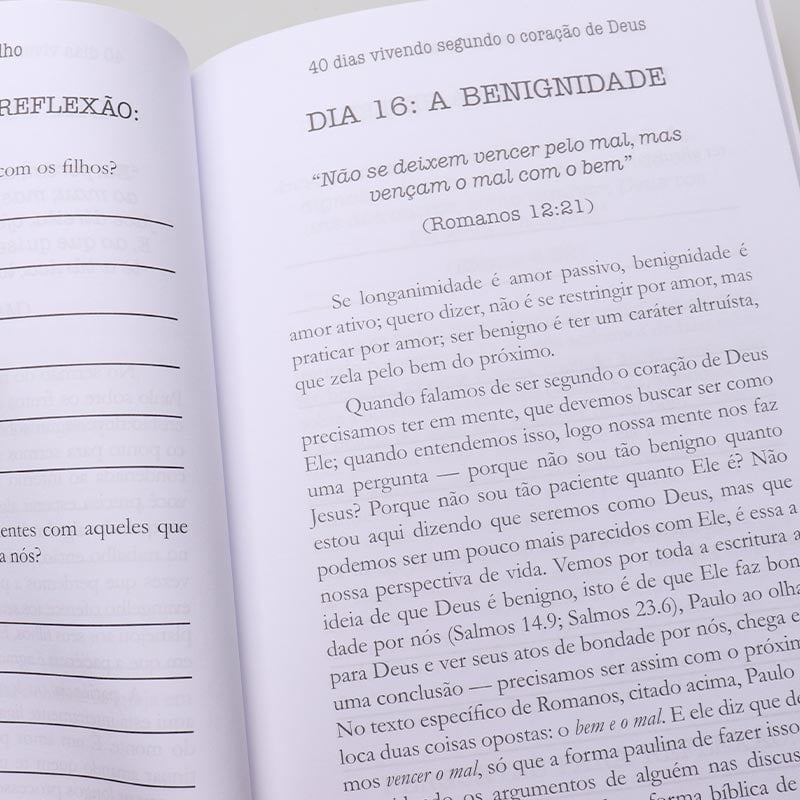 lho
REFLEXÃO:
com os filhos?
entes com aqueles que
a nós?
40 dias vivendo segundo o coração de Deus
DIA 16: A BENIGNIDADE
“Não se deixem vencer pelo mal, mas
vençam o mal com o bem”
(Romanos 12:21)
Se longanimidade é amor passivo, benignidade é
amor ativo; quero dizer, não é se restringir por amor, mas
praticar por amor; ser benigno é ter um caráter altruísta,
que zela pelo bem do próximo.
Quando falamos de ser segundo o coração de Deus
precisamos ter em mente, que devemos buscar ser como
Ele; quando entendemos isso, logo nossa mente nos faz
uma pergunta — porque não sou tão benigno quanto
Jesus? Porque não sou tão paciente quanto Ele é? Não
estou aqui dizendo que seremos como Deus, mas que
podemos ser um pouco mais parecidos com Ele, é essa a
nossa perspectiva de vida. Vemos por toda a escritura a
ideia de que Deus é benigno, isto é de que Ele faz bon
dade por nós (Salmos 14.9; Salmos 23.6), Paulo ao olha
para Deus e ver seus atos de bondade por nós, chega e
uma conclusão — precisamos ser assim com o próxim
No texto específico de Romanos, citado acima, Paulo
loca duas coisas opostas: o bem e o mal. E ele diz que de
mos vencer o mal, só que a forma paulina de fazer isso
os argumentos de alguém nas discus
forma bíblica de